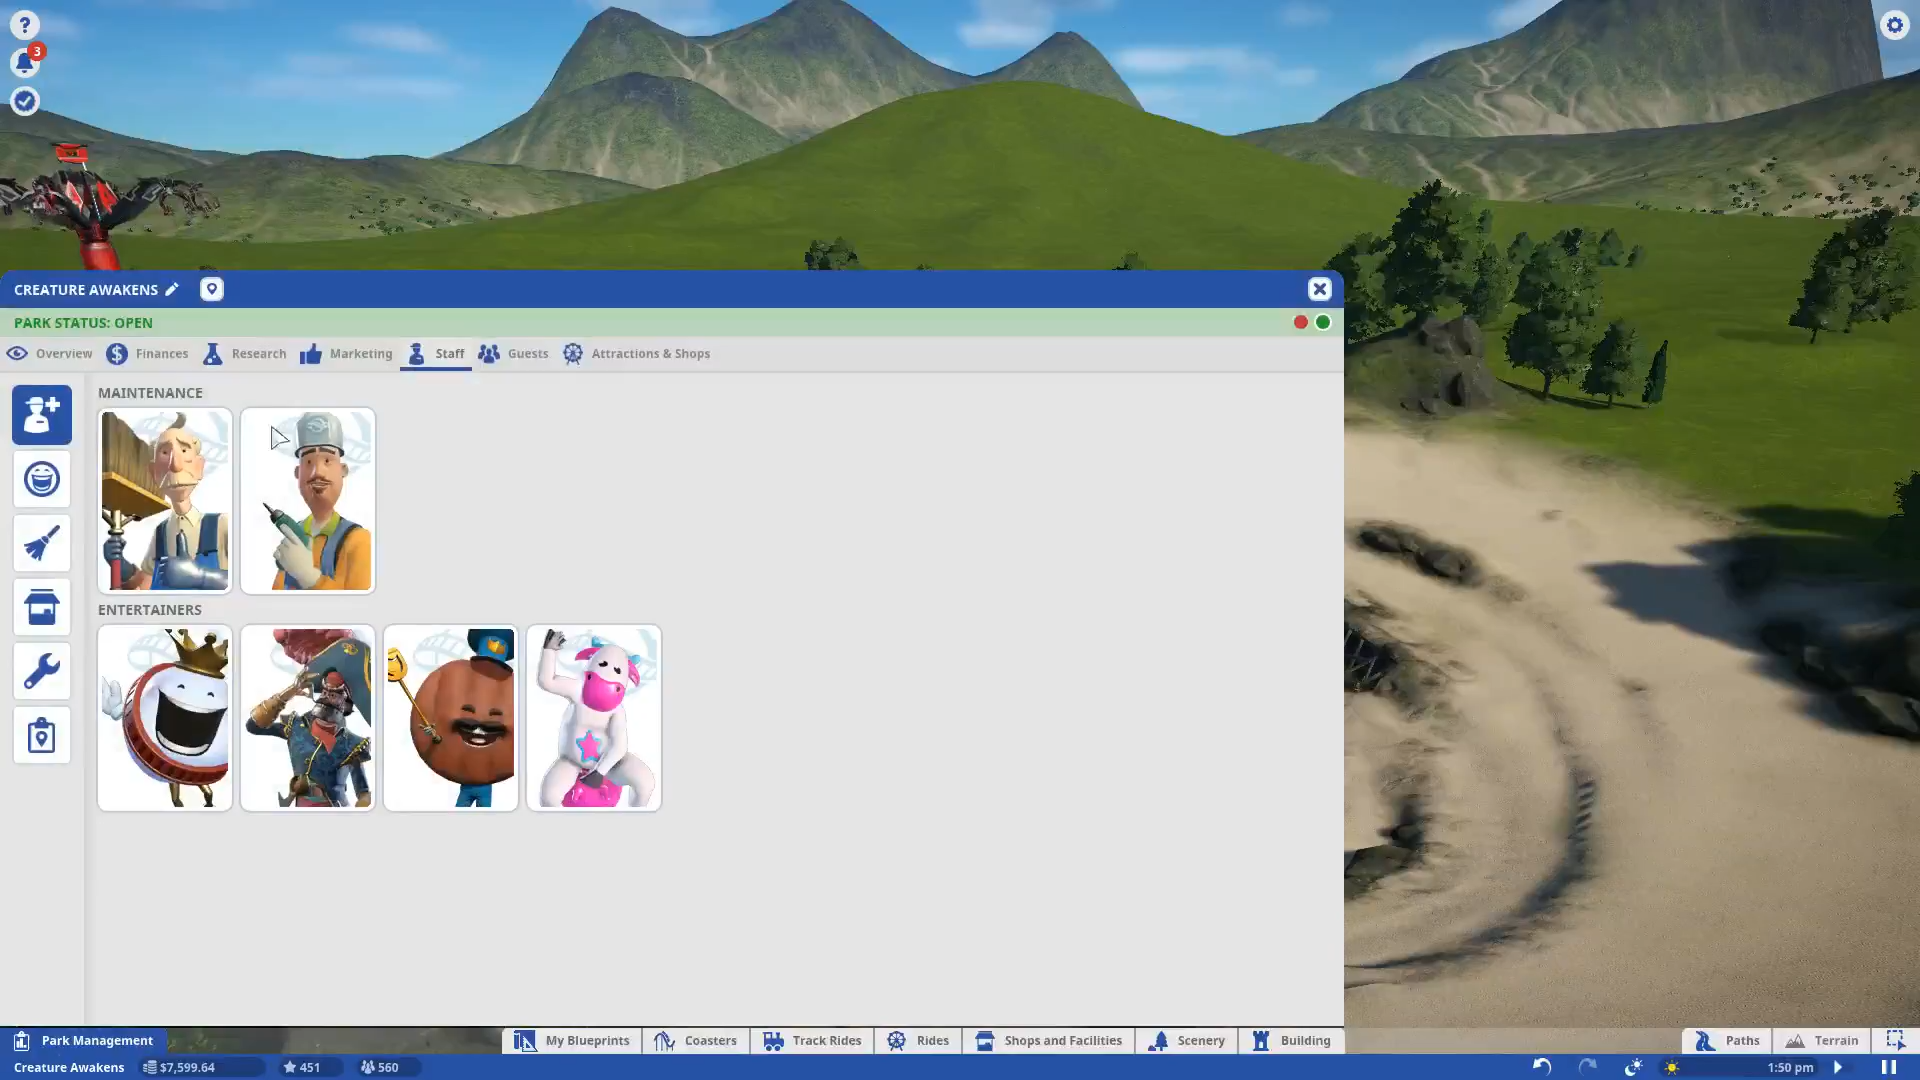 ?
3
CREATURE AWAKENS
PARK STATUS: OPEN
Overview
Finances
Research
Marketing
Staff
Guests
Attractions & Shops
MAINTENANCE
ENTERTAINERS
Park Management
My Blueprints
Coasters
Track Rides
Rides
Shops and Facilities
Scenery
Building
Paths
Terrain
Creature Awakens
$7,599.64
451
560
1:50 pm